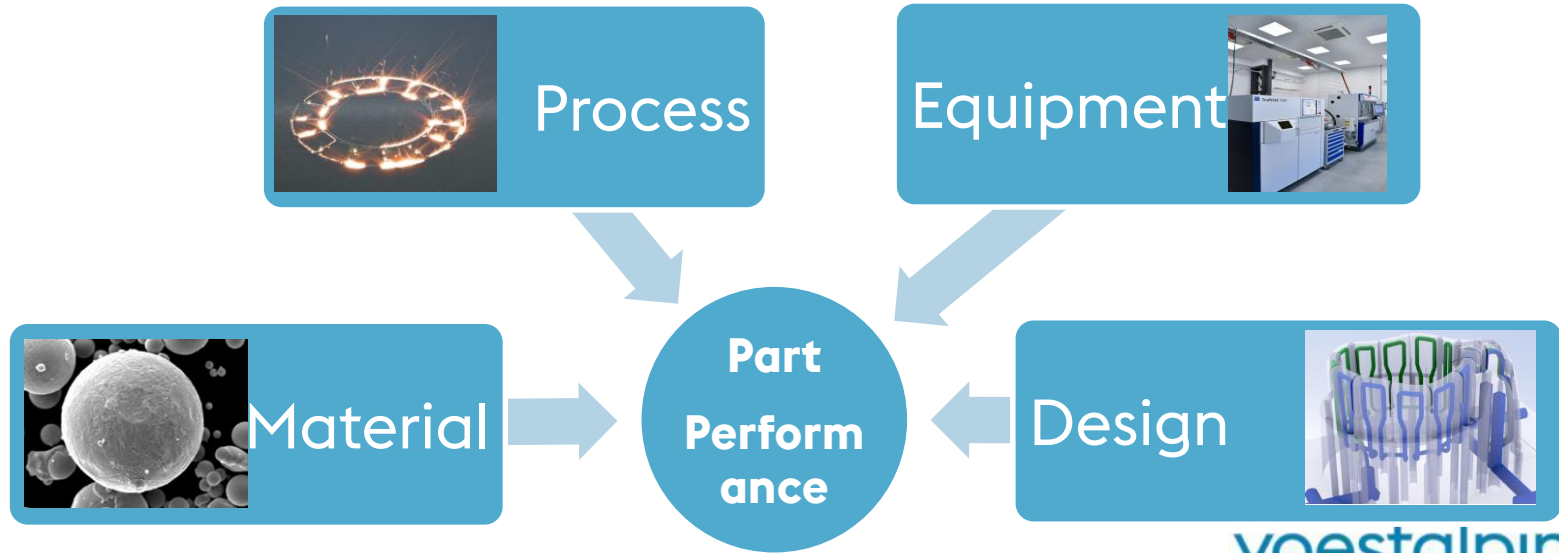 Process
Equipment
Material
Part
Perform
ance
Design